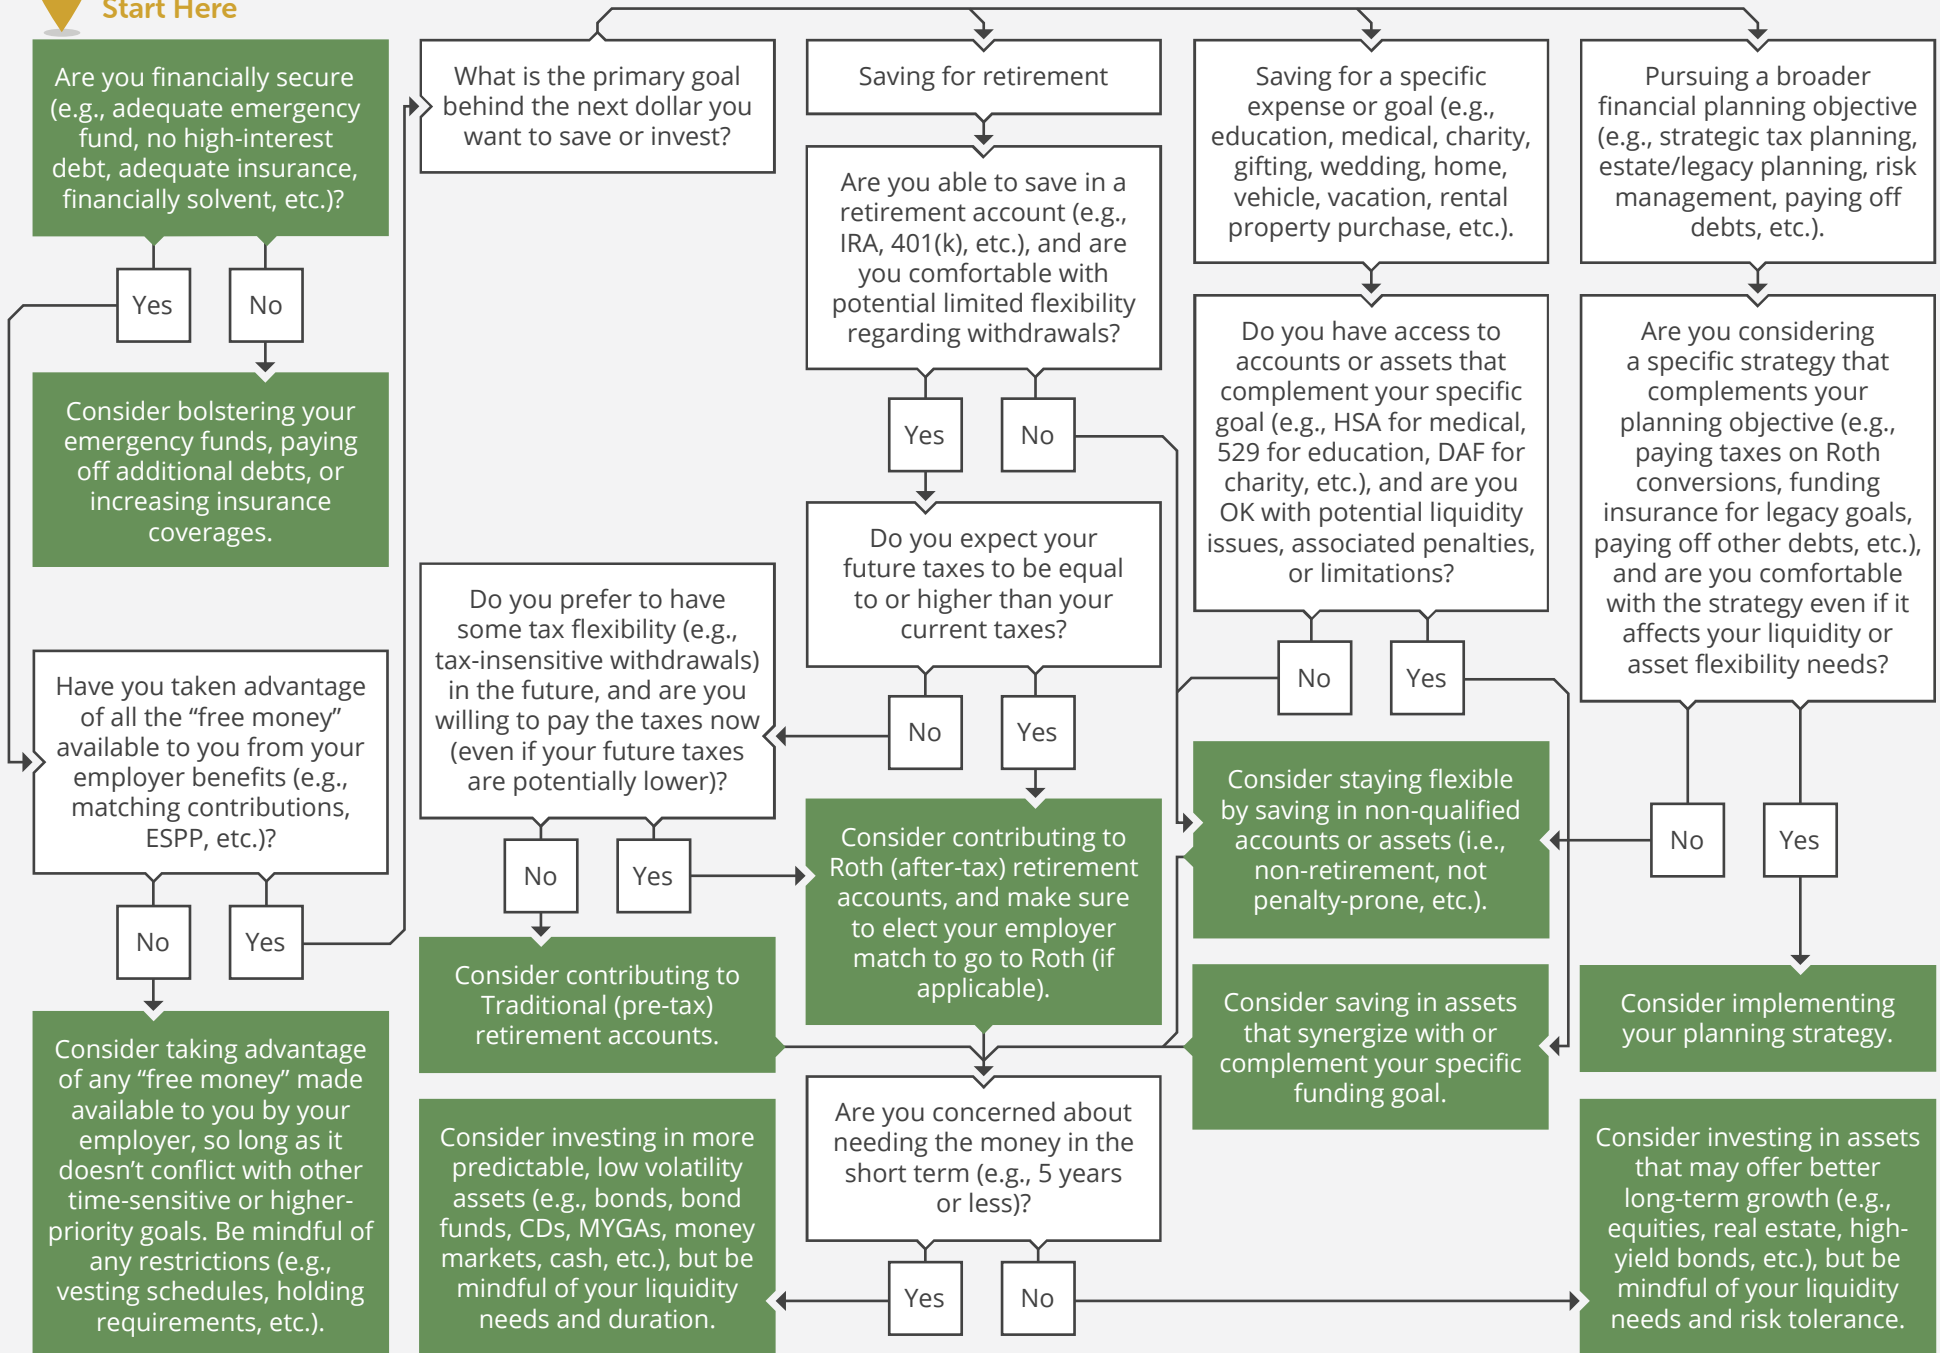 Start Here
Are you financially secure
(e.g., adequate emergency
fund, no high-interest
debt, adequate insurance,
financially solvent, etc.)?
Yes
No
Consider bolstering your
emergency funds, paying
off additional debts, or
increasing insurance
coverages.
Have you taken advantage
of all the “free money”
available to you from your
employer benefits (e.g.,
matching contributions,
ESPP, etc.)?
No
Yes
Consider taking advantage
of any “free money” made
available to you by your
employer, so long as it
doesn’t conflict with other
time-sensitive or higher-
priority goals. Be mindful of
any restrictions (e.g.,
vesting schedules, holding
requirements, etc.).
What is the primary goal
behind the next dollar you
want to save or invest?
Saving for retirement
Are you able to save in a
retirement account (e.g.,
IRA, 401(k), etc.), and are
you comfortable with
potential limited flexibility
regarding withdrawals?
Yes
No
Do you expect your
future taxes to be equal
to or higher than your
current taxes?
No
Yes
Do you prefer to have
some tax flexibility (e.g.,
tax-insensitive withdrawals)
in the future, and are you
willing to pay the taxes now
(even if your future taxes
are potentially lower)?
No
Yes
Consider contributing to
Traditional (pre-tax)
retirement accounts.
Consider contributing to
Roth (after-tax) retirement
accounts, and make sure
to elect your employer
match to go to Roth (if
applicable).
Saving for a specific
expense or goal (e.g.,
education, medical, charity,
gifting, wedding, home,
vehicle, vacation, rental
property purchase, etc.).
Do you have access to
accounts or assets that
complement your specific
goal (e.g., HSA for medical,
529 for education, DAF for
charity, etc.), and are you
OK with potential liquidity
issues, associated penalties,
or limitations?
No
Yes
Consider staying flexible
by saving in non-qualified
accounts or assets (i.e.,
non-retirement, not
penalty-prone, etc.).
Consider saving in assets
that synergize with or
complement your specific
funding goal.
Pursuing a broader
financial planning objective
(e.g., strategic tax planning,
estate/legacy planning, risk
management, paying off
debts, etc.).
Are you considering
a specific strategy that
complements your
planning objective (e.g.,
paying taxes on Roth
conversions, funding
insurance for legacy goals,
paying off other debts, etc.),
and are you comfortable
with the strategy even if it
affects your liquidity or
asset flexibility needs?
No
Yes
Consider implementing
your planning strategy.
Are you concerned about
needing the money in the
short term (e.g., 5 years
or less)?
Yes
No
Consider investing in more
predictable, low volatility
assets (e.g., bonds, bond
funds, CDs, MYGAs, money
markets, cash, etc.), but be
mindful of your liquidity
needs and duration.
Consider investing in assets
that may offer better
long-term growth (e.g.,
equities, real estate, high-
yield bonds, etc.), but be
mindful of your liquidity
needs and risk tolerance.